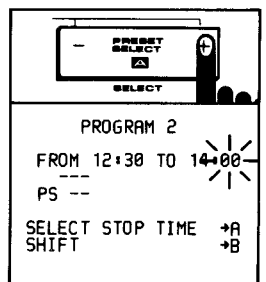 − PRESET +
SELECT
A
SELECT
PROGRAM 2
FROM 12:30 TO 14:00
---
PS --
SELECT STOP TIME →A
SHIFT →B